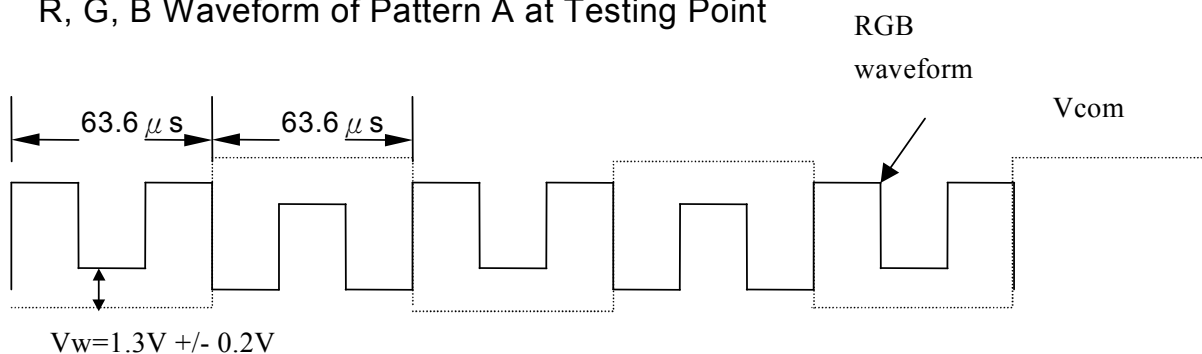 R, G, B Waveform of Pattern A at Testing Point
RGB
waveform
Vcom
63.6 μ s
63.6 μ s
Vw=1.3V +/- 0.2V